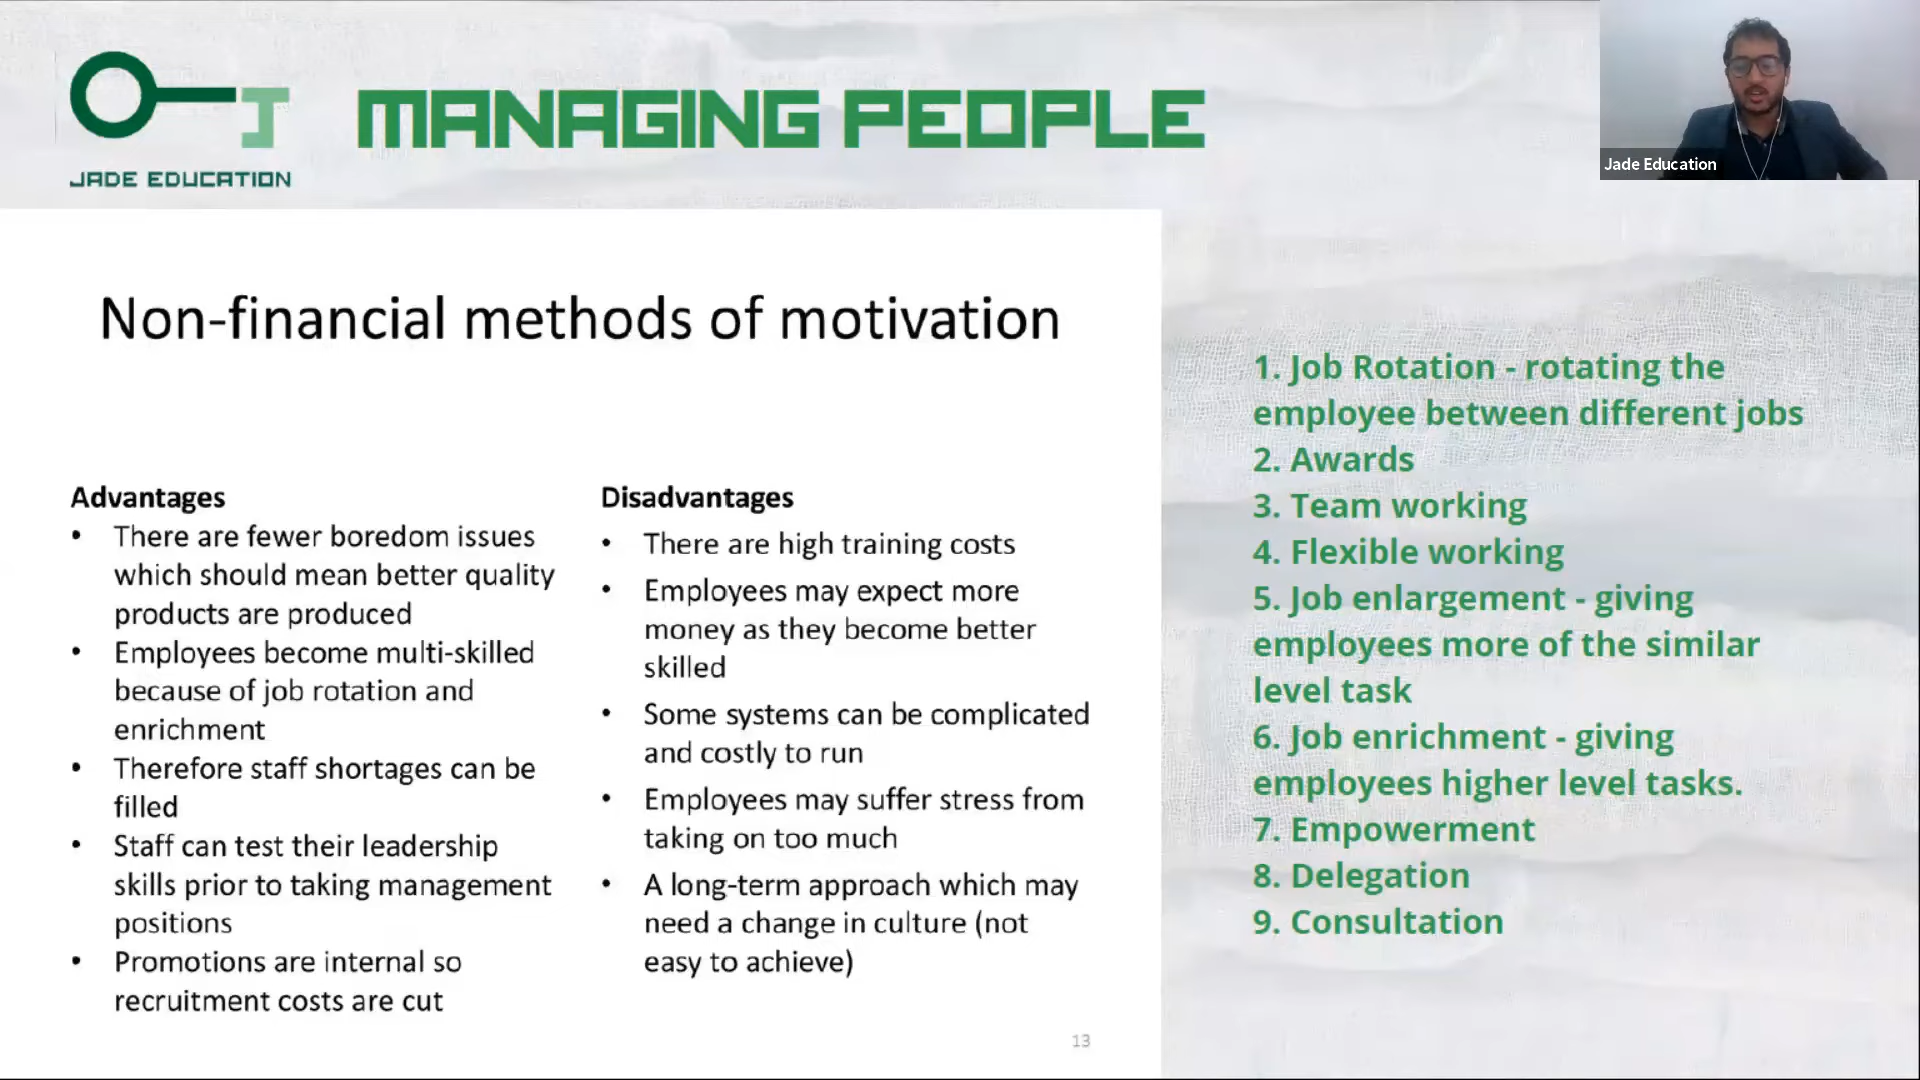 J
JADE EDUCATION
MANAGING PEOPLE
Jade Education
Non-financial methods of motivation
Advantages
• There are fewer boredom issues
which should mean better quality
products are produced
• Employees become multi-skilled
because of job rotation and
enrichment
• Therefore staff shortages can be
filled
• Staff can test their leadership
skills prior to taking management
positions
• Promotions are internal so
recruitment costs are cut
Disadvantages
• There are high training costs
• Employees may expect more
money as they become better
skilled
• Some systems can be complicated
and costly to run
• Employees may suffer stress from
taking on too much
• A long-term approach which may
need a change in culture (not
easy to achieve)
13
1. Job Rotation - rotating the
employee between different jobs
2. Awards
3. Team working
4. Flexible working
5. Job enlargement - giving
employees more of the similar
level task
6. Job enrichment - giving
employees higher level tasks.
7. Empowerment
8. Delegation
9. Consultation